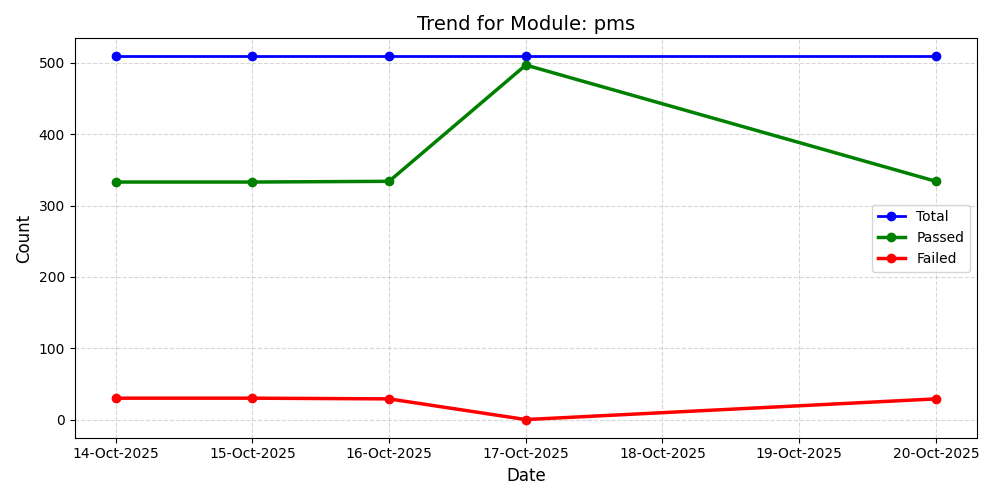 Trend for Module: pms
Count
500
400
300
200
100
0
Total
Passed
Failed
14-Oct-2025 15-Oct-2025 16-Oct-2025 17-Oct-2025 18-Oct-2025 19-Oct-2025 20-Oct-2025
Date